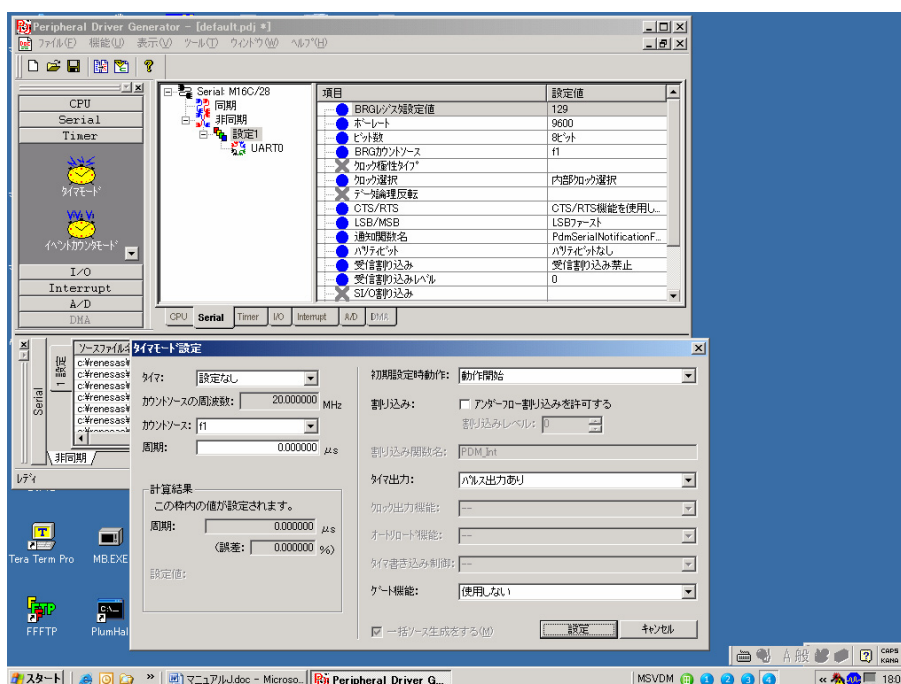 Peripheral Driver Generator - [default.pdj *]
ファイル(F) 機能(U) 表示(V) ツール(T) ウィンドウ(W) ヘルプ(H)
CPU
Serial
Timer
タイマモード
イベントカウンタモード
I/O
Interrupt
A/D
DMA
Serial: M16C/28
同期
非同期
設定1
UART0
項目 設定値
BRGレジスタ設定値 129
ボーレート 9600
ビット数 8ビット
BRGカウントソース f1
クロック極性タイプ
クロック選択 内部クロック選択
データ論理反転
CTS/RTS CTS/RTS機能を使用し...
LSB/MSB LSBファースト
通知関数名 PdmSerialNotificationF...
パリティビット パリティビットなし
受信割り込み 受信割り込み禁止
受信割り込みレベル 0
SI/O割り込み
CPU Serial Timer I/O Interrupt A/D DMA
Serial
設定1
ソースファイル名
c:¥renesas¥
c:¥renesas¥
c:¥renesas¥
c:¥renesas¥
c:¥renesas¥
非同期
レディ
タイマモード設定
タイマ: 設定なし
カウントソースの周波数: 20.000000 MHz
カウントソース: f1
周期: 0.000000 μs
計算結果
この枠内の値が設定されます。
周期: 0.000000 μs
(誤差: 0.000000 %)
設定値:
初期設定時動作: 動作開始
割り込み: アンダーフロー割り込みを許可する
割り込みレベル: 0
割り込み関数名: PDM_Int
タイマ出力: パルス出力あり
クロック出力機能: --
オートリロード機能: --
タイマ書き込み制御: --
ゲート機能: 使用しない
一括ソース生成をする(M)
設定 キャンセル
Tera Term Pro
MB.EXE
FFFTP
PlumHal
A 般
CAPS
KANA
スタート
マニュアルJ.doc - Microso...
Peripheral Driver G...
MSVDM
1 2 3 4
18:0